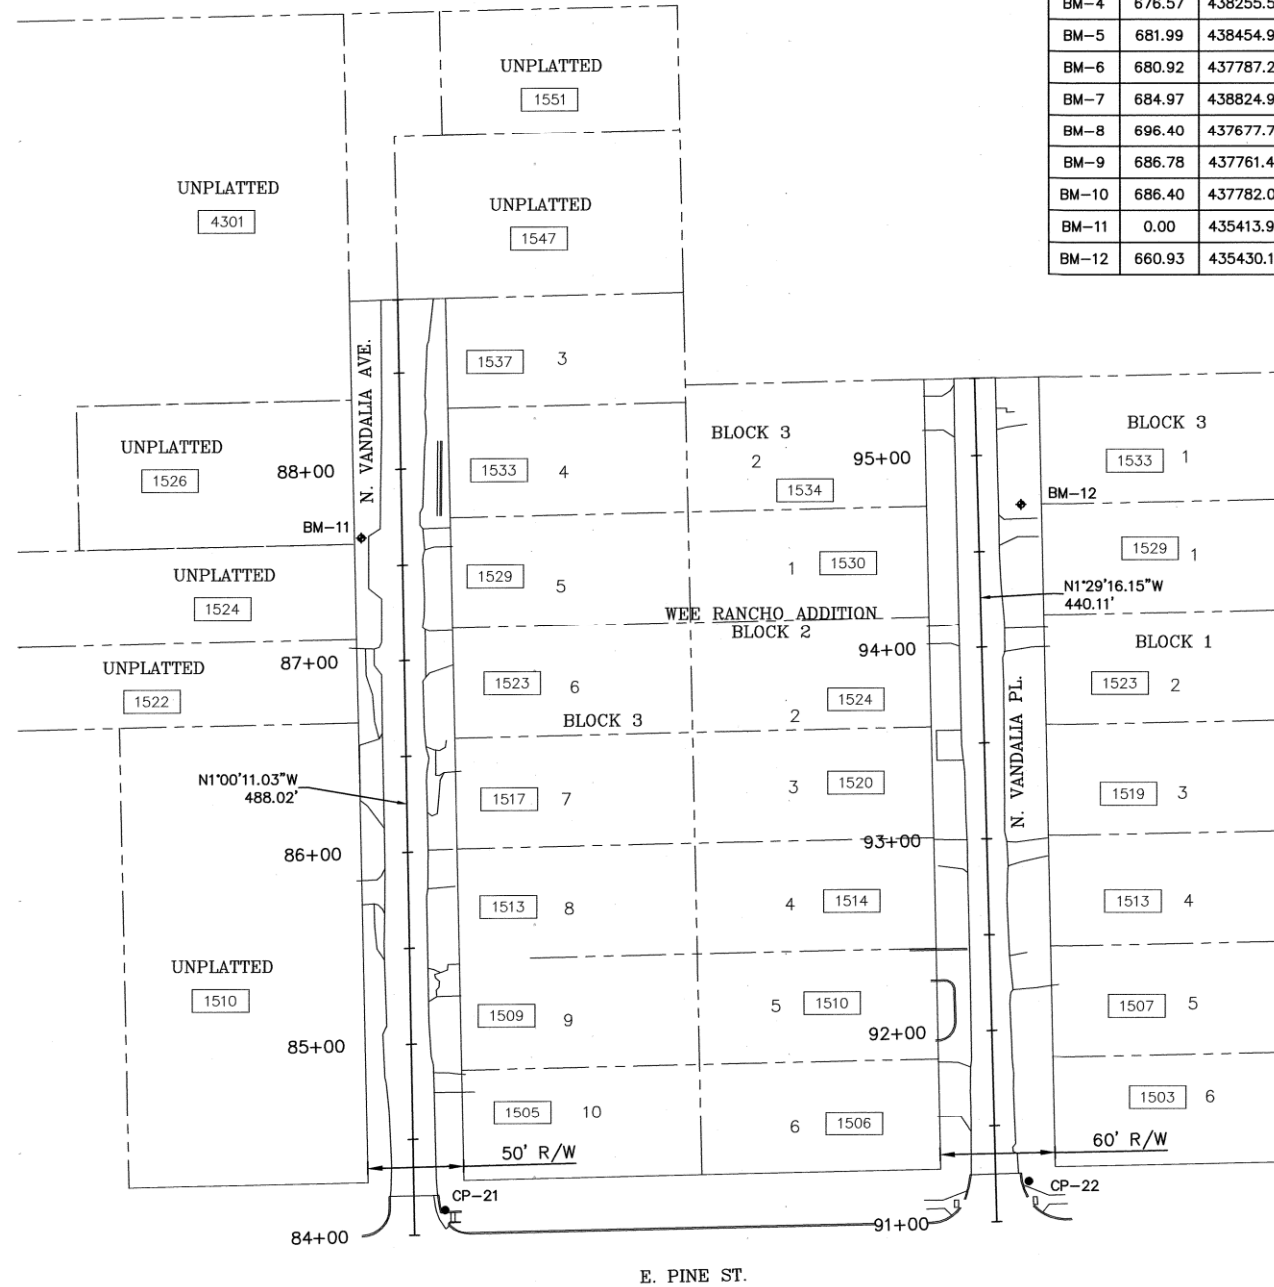 BM-4 676.57 438255.5
BM-5 681.99 438454.9
BM-6 680.92 437787.2
BM-7 684.97 438824.9
BM-8 696.40 437677.7
BM-9 686.78 437761.4
BM-10 686.40 437782.0
BM-11 0.00 435413.9
BM-12 660.93 435430.1
UNPLATTED
1551
UNPLATTED
4301
UNPLATTED
1547
N. VANDALIA AVE.
1537 3
UNPLATTED
1526
88+00
1533 4
BLOCK 3
2
1534
95+00
BLOCK 3
1533 1
BM-11
BM-12
UNPLATTED
1524
1529 5
1 1530
1529 1
N1°29'16.15"W
440.11'
WEE RANCHO ADDITION
BLOCK 2
UNPLATTED
1522
87+00
1523 6
BLOCK 3
94+00
2 1524
BLOCK 1
1523 2
N. VANDALIA PL.
N1°00'11.03"W
488.02'
1517 7
3 1520
1519 3
86+00
93+00
1513 8
4 1514
1513 4
UNPLATTED
1510
1509 9
5 1510
1507 5
85+00
92+00
1505 10
6 1506
1503 6
50' R/W
60' R/W
CP-21
CP-22
84+00
91+00
E. PINE ST.